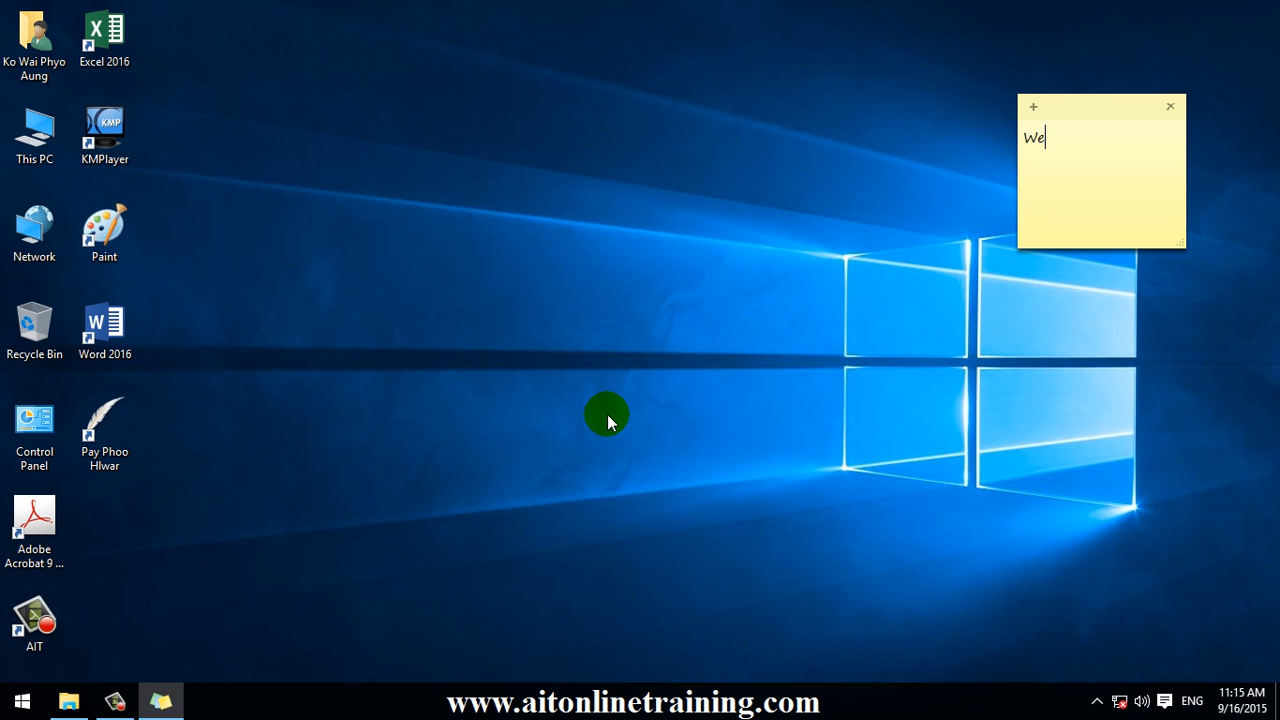 Ko Wai Phyo
Aung
Excel 2016
This PC
KMP
KMPlayer
Network
Paint
Recycle Bin
W
Word 2016
Control
Panel
Pay Phoo
Hlwar
Adobe
Acrobat 9 ...
AIT
+
We
www.aitonlinetraining.com
ENG
11:15 AM
9/16/2015